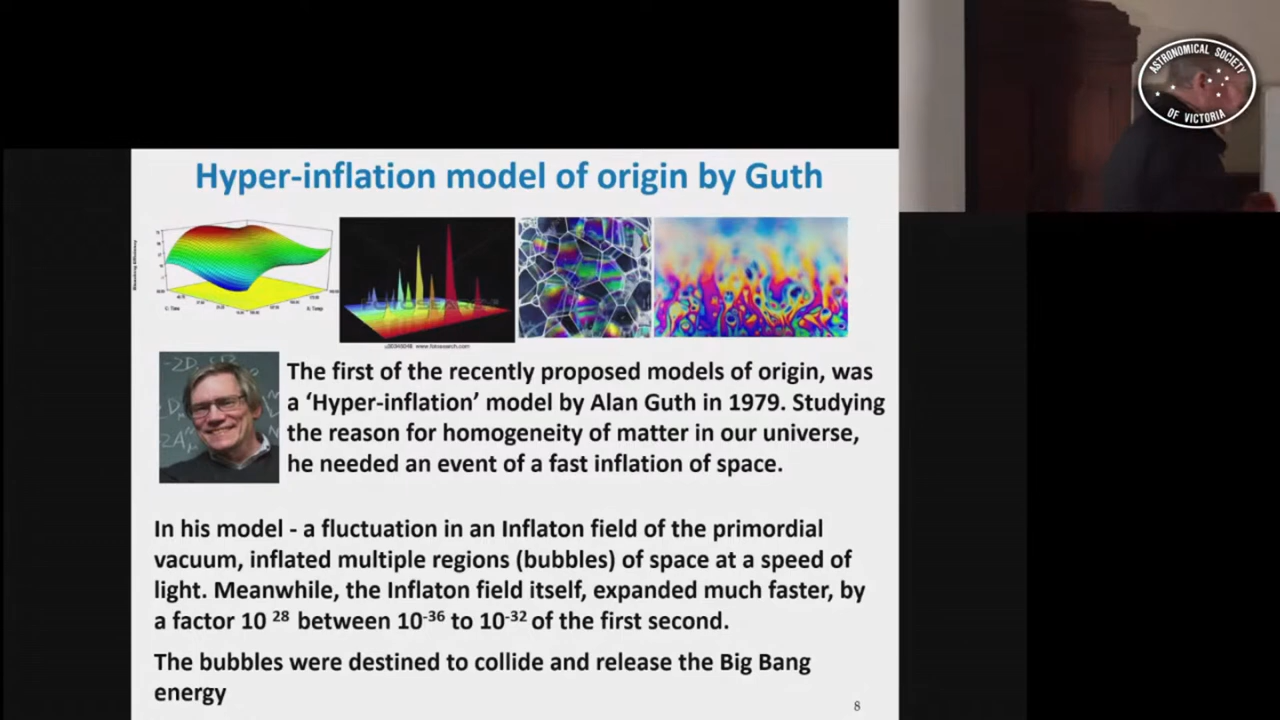 ASTRONOMICAL SOCIETY
OF VICTORIA
Hyper-inflation model of origin by Guth
FOTOSEARCH
www.fotosearch.com
The first of the recently proposed models of origin, was
a ‘Hyper-inflation’ model by Alan Guth in 1979. Studying
the reason for homogeneity of matter in our universe,
he needed an event of a fast inflation of space.
In his model - a fluctuation in an Inflaton field of the primordial
vacuum, inflated multiple regions (bubbles) of space at a speed of
light. Meanwhile, the Inflaton field itself, expanded much faster, by
a factor 10 28 between 10-36 to 10-32 of the first second.
The bubbles were destined to collide and release the Big Bang
energy
8